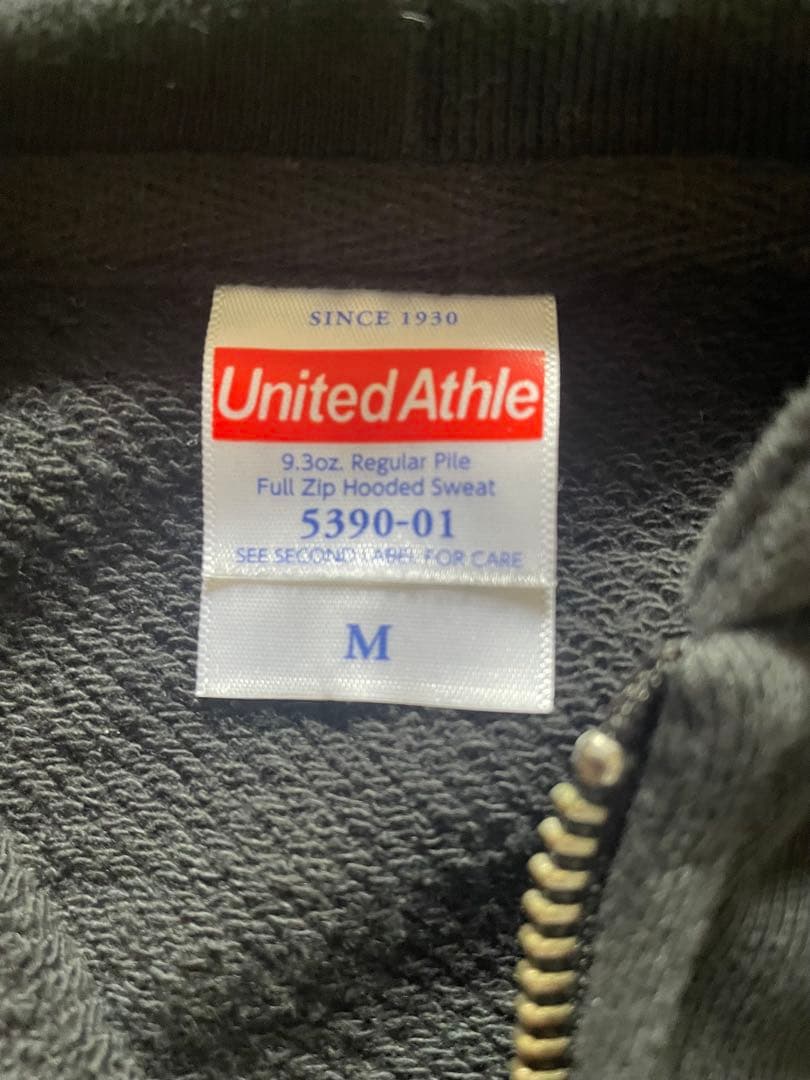 SINCE 1930
United Athle
9.3oz. Regular Pile
Full Zip Hooded Sweat
5390-01
SEE SECOND LABEL FOR CARE
M